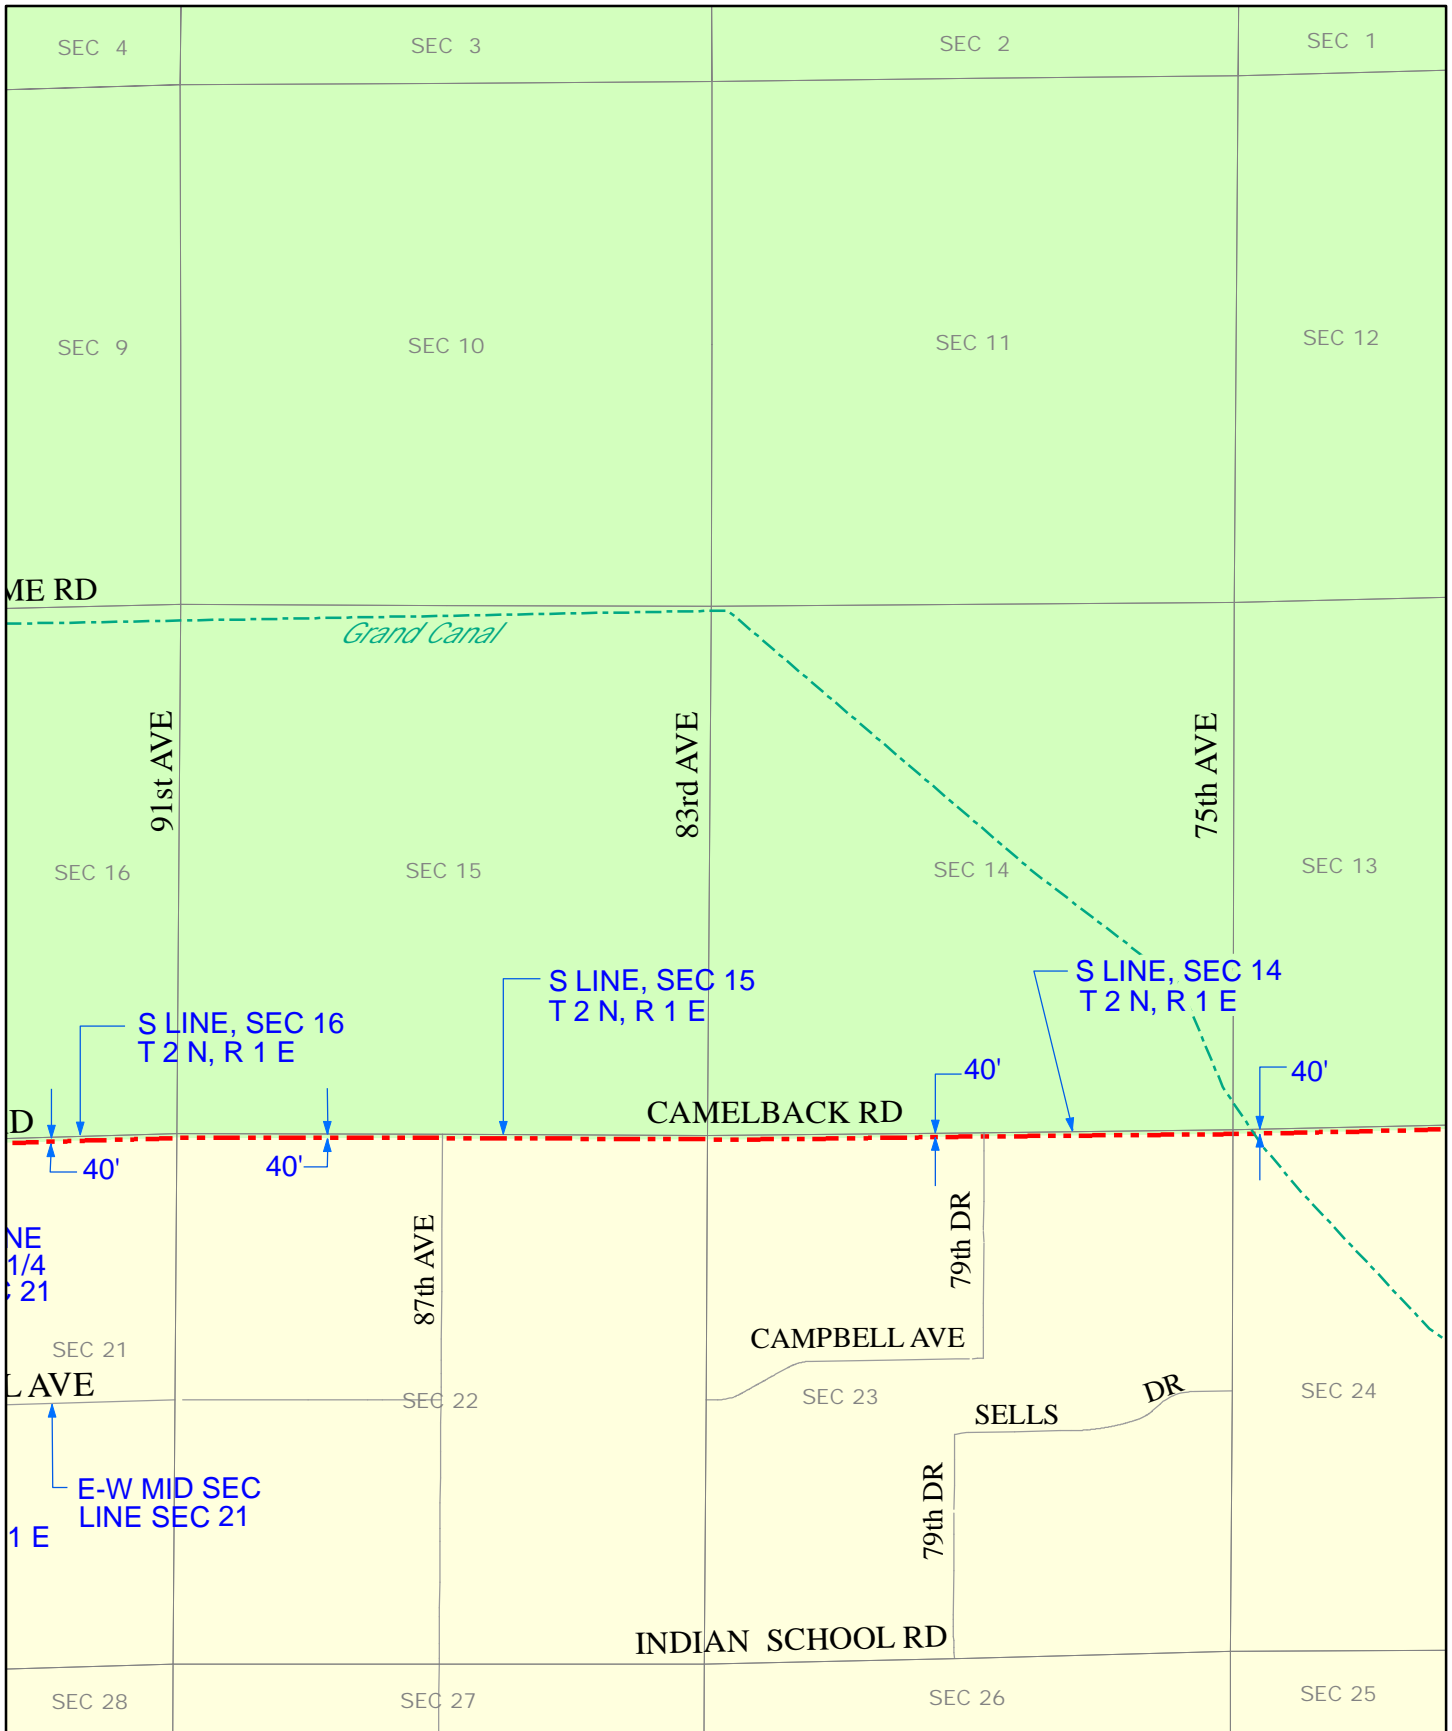 SEC 4
SEC 3
SEC 2
SEC 1
SEC 9
SEC 10
SEC 11
SEC 12
ME RD
Grand Canal
91st AVE
83rd AVE
75th AVE
SEC 16
SEC 15
SEC 14
SEC 13
S LINE, SEC 15
T 2 N, R 1 E
S LINE, SEC 14
T 2 N, R 1 E
S LINE, SEC 16
T 2 N, R 1 E
40'
40'
D
CAMELBACK RD
40'
40'
NE
1/4
21
87th AVE
79th DR
SEC 21
CAMPBELL AVE
L AVE
SEC 22
SEC 23
SEC 24
SELLS DR
E-W MID SEC
LINE SEC 21
1 E
79th DR
INDIAN SCHOOL RD
SEC 28
SEC 27
SEC 26
SEC 25